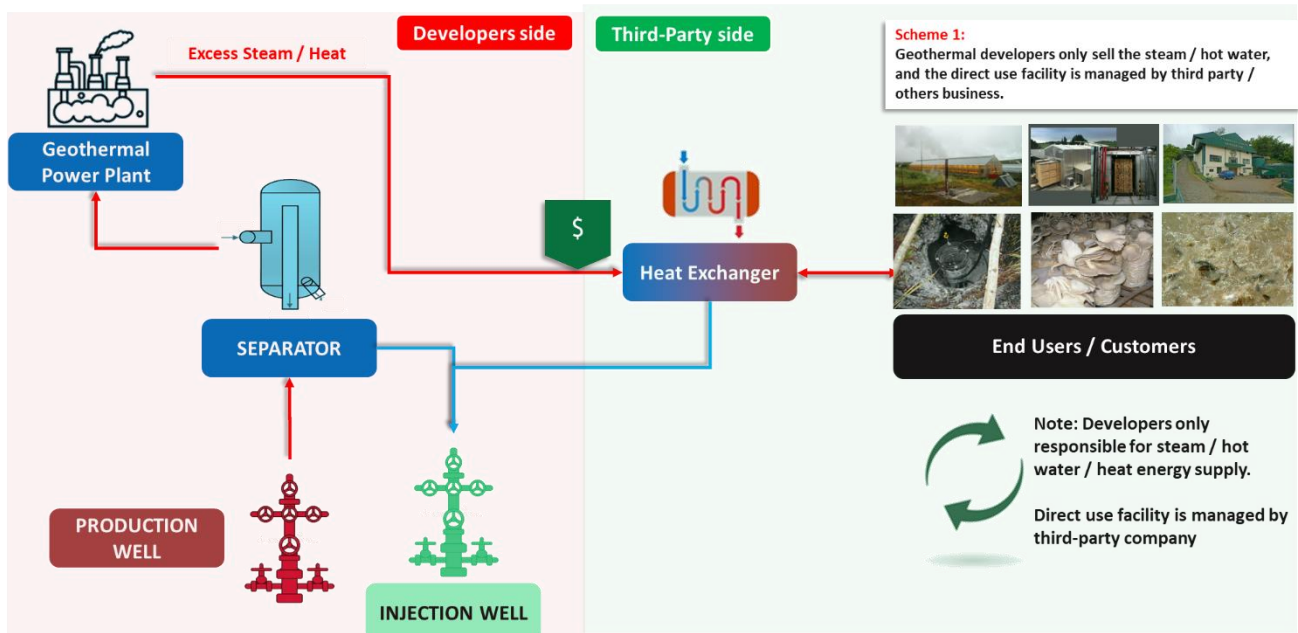 Developers side
Third-Party side
Scheme 1:
Geothermal developers only sell the steam / hot water,
and the direct use facility is managed by third party /
others business.
Excess Steam / Heat
Geothermal
Power Plant
$
Heat Exchanger
SEPARATOR
End Users / Customers
Note: Developers only
responsible for steam / hot
water / heat energy supply.
Direct use facility is managed by
third-party company
PRODUCTION
WELL
INJECTION WELL